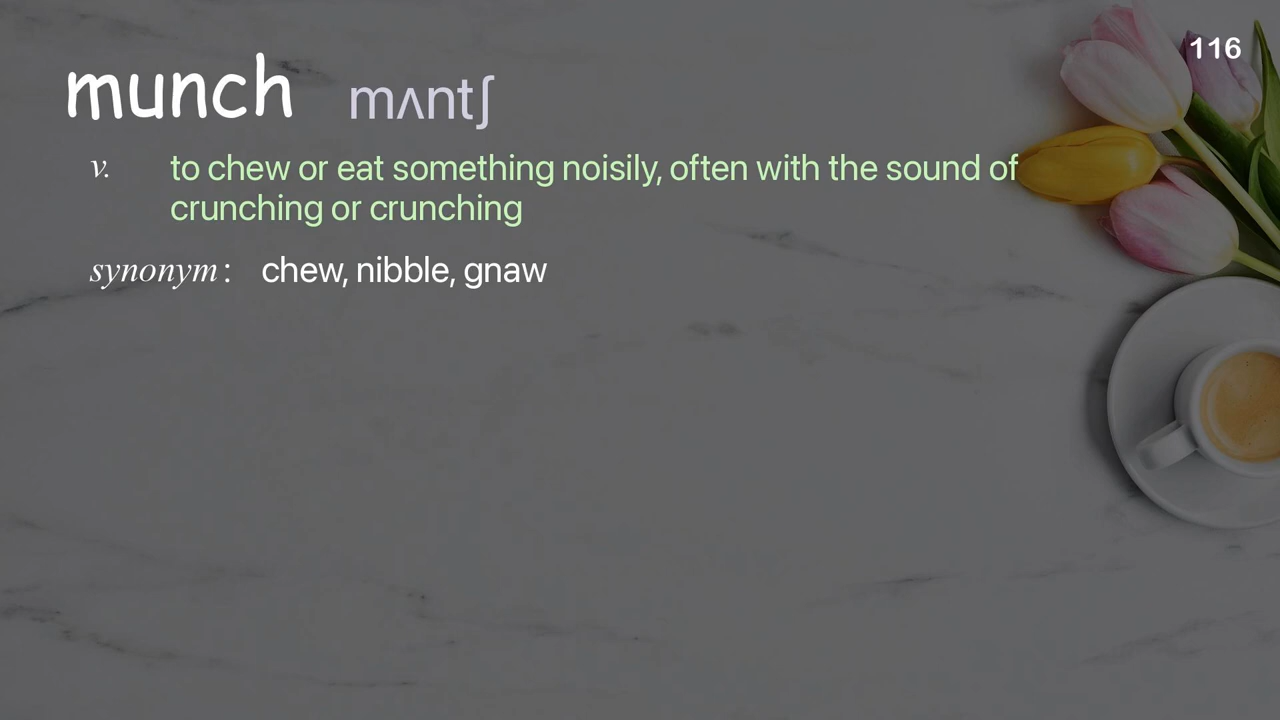 116
munch mʌntʃ
v. to chew or eat something noisily, often with the sound of
crunching or crunching
synonym: chew, nibble, gnaw